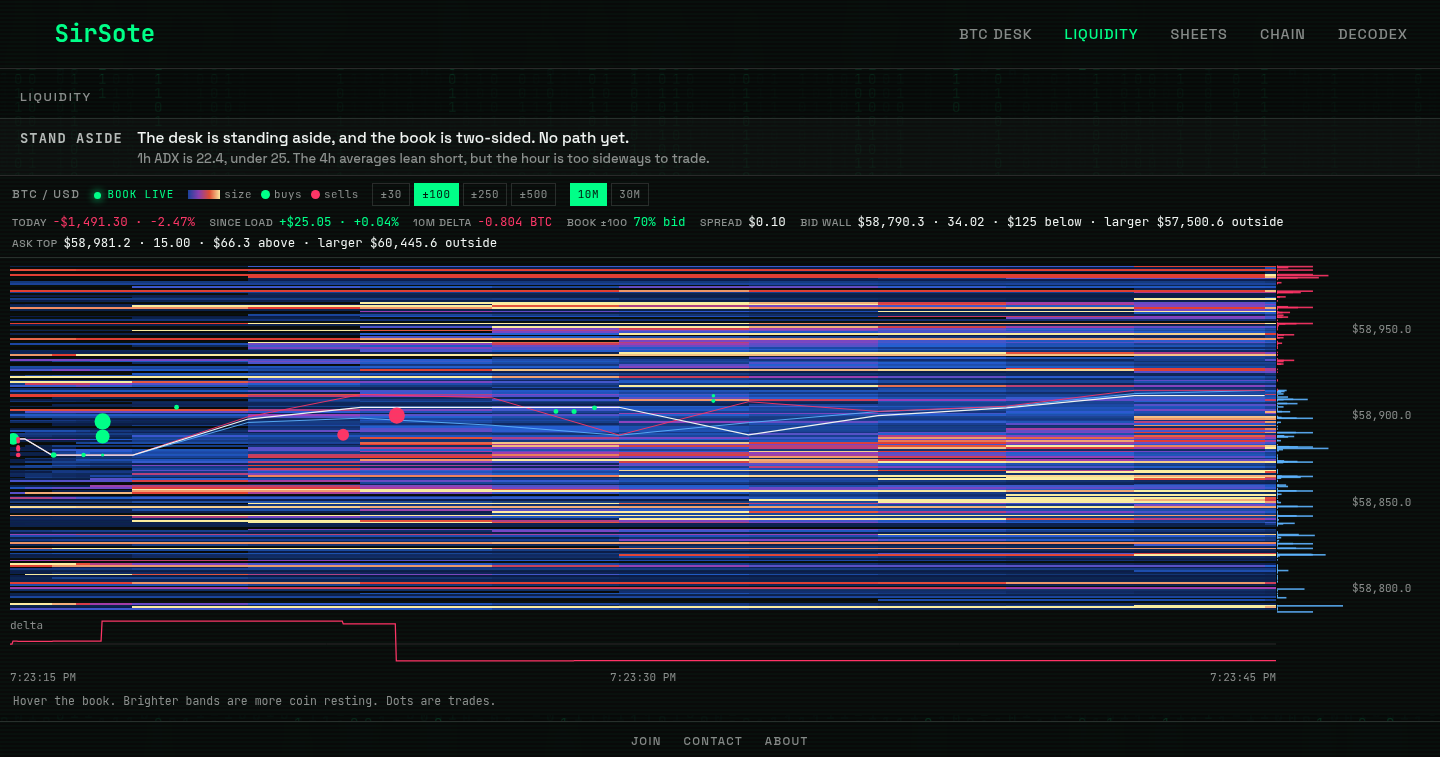 SirSote
BTC DESK LIQUIDITY SHEETS CHAIN DECODEX
LIQUIDITY
STAND ASIDE The desk is standing aside, and the book is two-sided. No path yet.
1h ADX is 22.4, under 25. The 4h averages lean short, but the hour is too sideways to trade.
BTC / USD BOOK LIVE size buys sells ±30 ±100 ±250 ±500 10M 30M
TODAY -$1,491.30 · -2.47% SINCE LOAD +$25.05 · +0.04% 10M DELTA -0.804 BTC BOOK ±100 70% bid SPREAD $0.10 BID WALL $58,790.3 · 34.02 · $125 below · larger $57,500.6 outside
ASK TOP $58,981.2 · 15.00 · $66.3 above · larger $60,445.6 outside
$58,950.0
$58,900.0
$58,850.0
$58,800.0
delta
7:23:15 PM 7:23:30 PM 7:23:45 PM
Hover the book. Brighter bands are more coin resting. Dots are trades.
JOIN CONTACT ABOUT